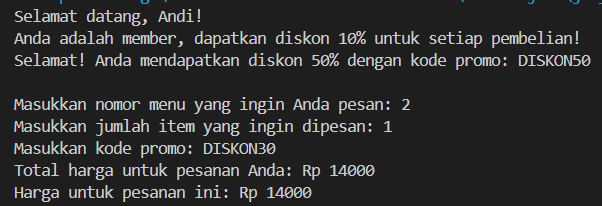 Selamat datang, Andi!
Anda adalah member, dapatkan diskon 10% untuk setiap pembelian!
Selamat! Anda mendapatkan diskon 50% dengan kode promo: DISKON50
Masukkan nomor menu yang ingin Anda pesan: 2
Masukkan jumlah item yang ingin dipesan: 1
Masukkan kode promo: DISKON30
Total harga untuk pesanan Anda: Rp 14000
Harga untuk pesanan ini: Rp 14000